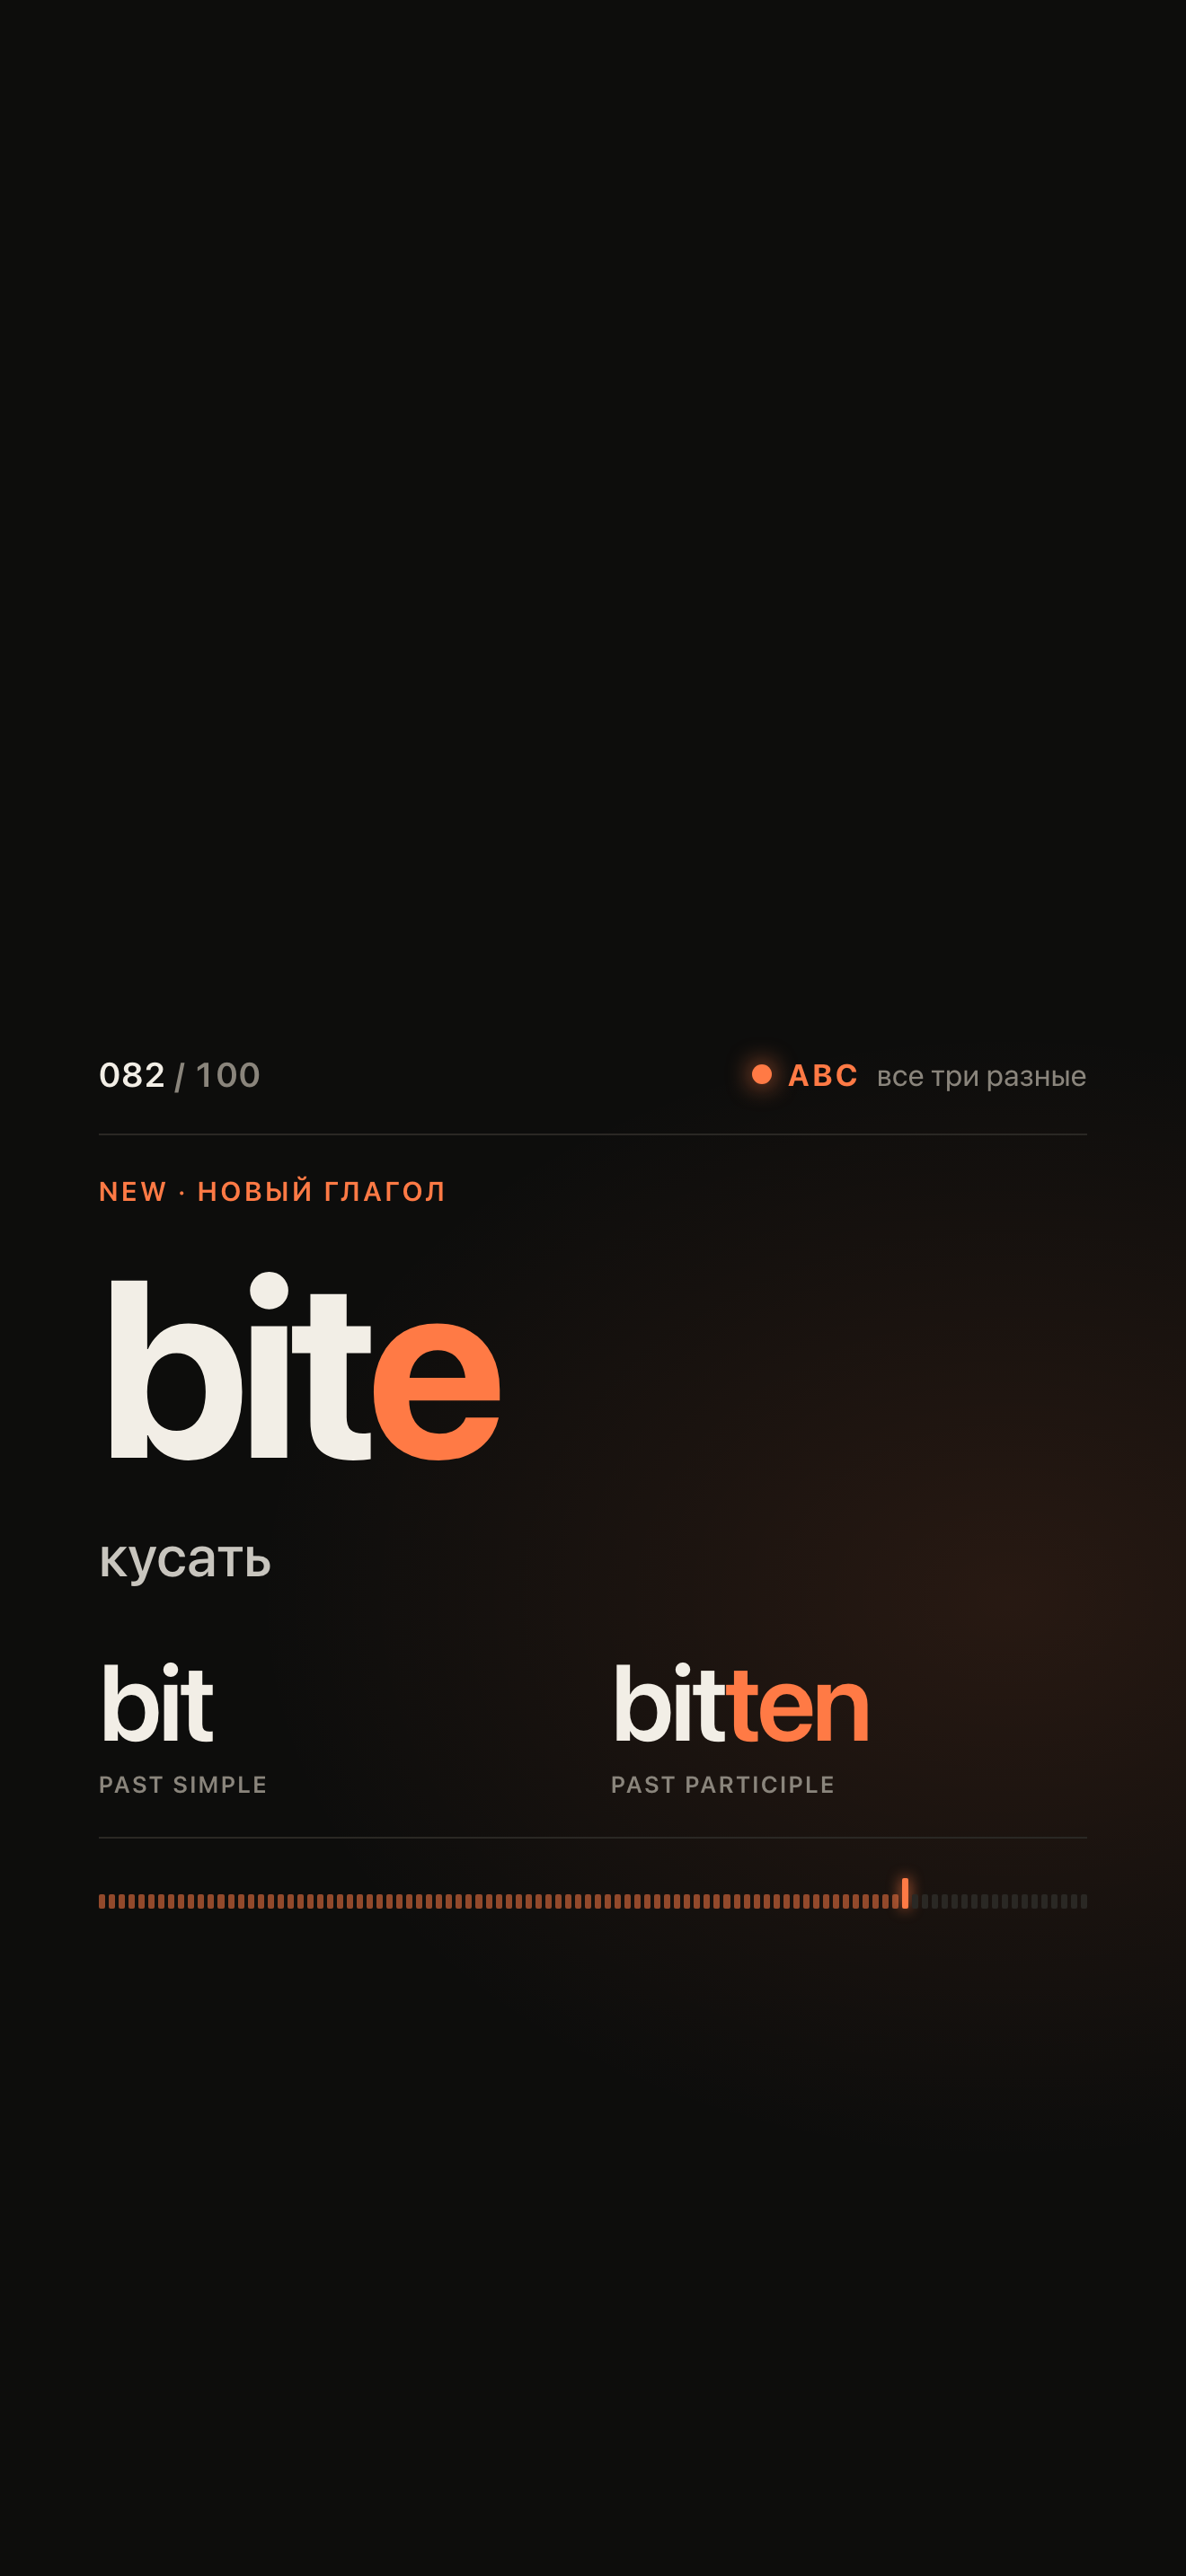 082 / 100
ABC все три разные
NEW · НОВЫЙ ГЛАГОЛ
bite
кусать
bit
bitten
PAST SIMPLE
PAST PARTICIPLE